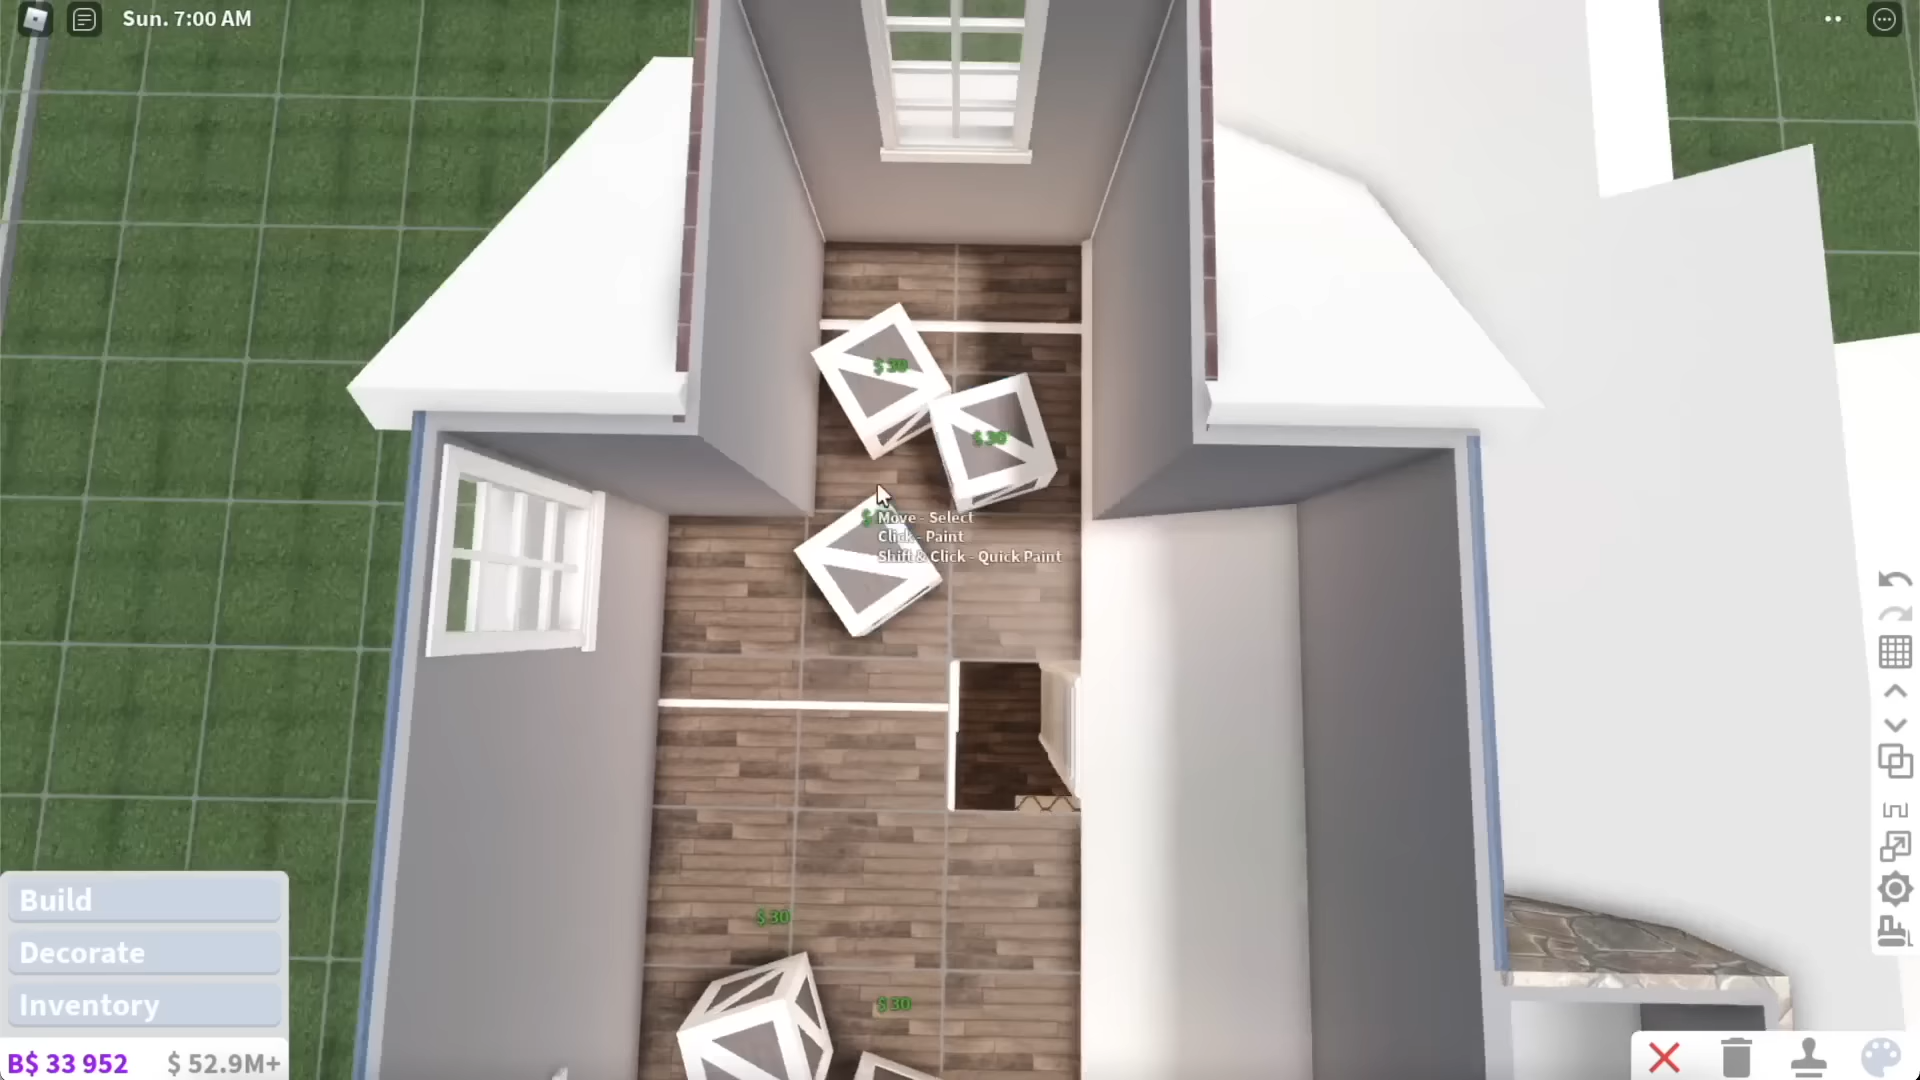 Sun. 7:00 AM
$ 30
$ 30
$
Move - Select
Click - Paint
Shift & Click - Quick Paint
$ 30
$ 30
Build
Decorate
Inventory
B$ 33 952
$ 52.9M+